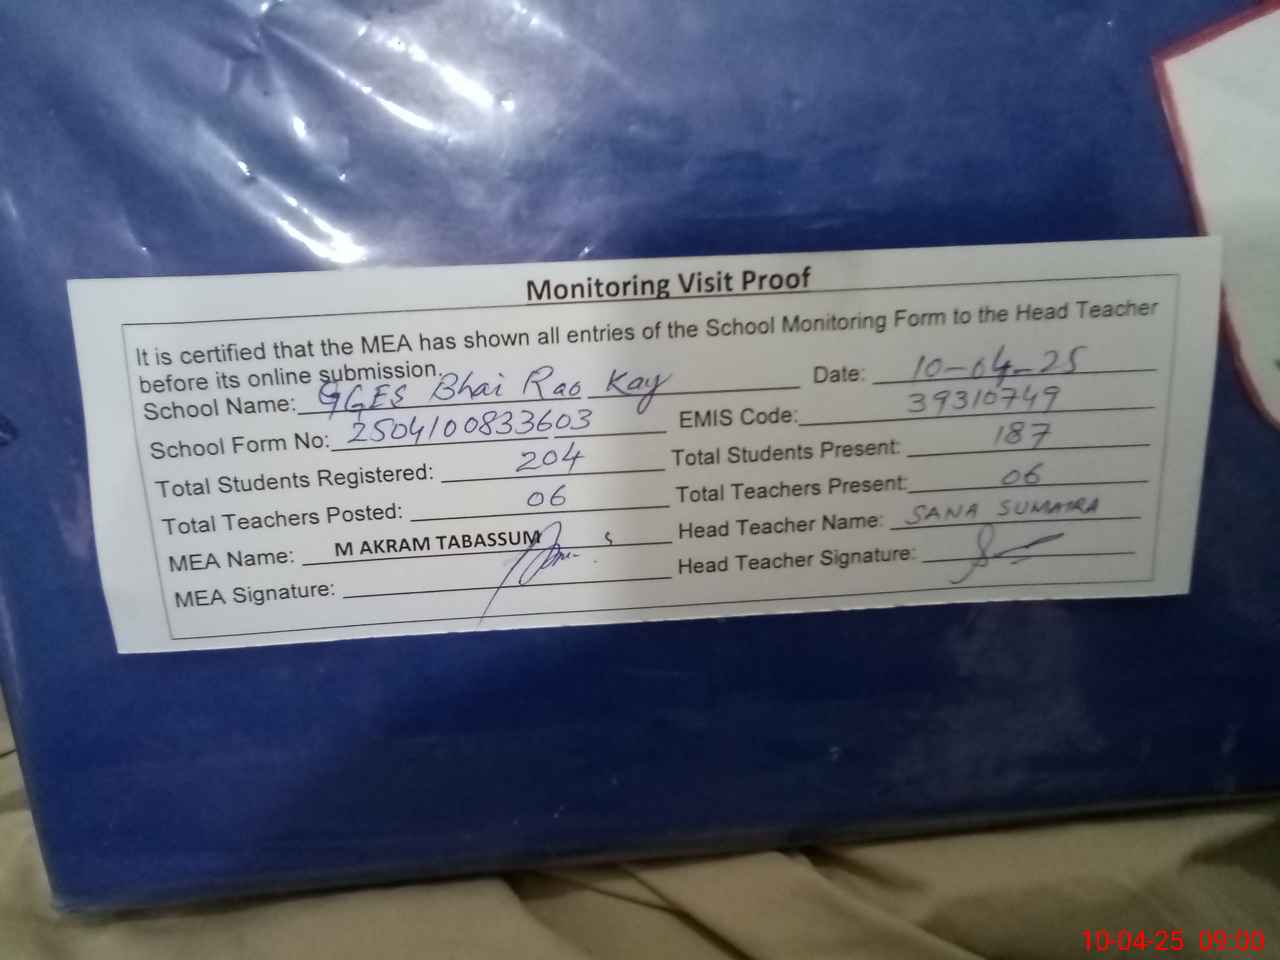 Monitoring Visit Proof
It is certified that the MEA has shown all entries of the School Monitoring Form to the Head Teacher
before its online submission.
School Name: GGES Bhai Rao Kay Date: 10-04-25
School Form No: 2504100833603 EMIS Code: 39310749
Total Students Registered: 204 Total Students Present: 187
Total Teachers Posted: 06 Total Teachers Present: 06
MEA Name: M AKRAM TABASSUM Head Teacher Name: SANA SUMAIRA
MEA Signature: Head Teacher Signature:
10-04-25 09:00